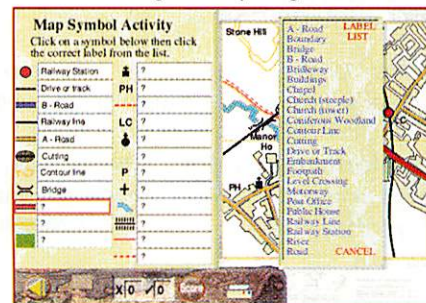 Map Symbol Activity
Click on a symbol below then click
the correct label from the list.
Railway Station
?
Drive or track
PH
?
B - Road
?
Railway line
LC
?
A - Road
?
Cutting
?
Contour line
P
?
Bridge
+
?
?
?
?
?
?
?
?
Stone Hill
Manor
Ho
PH
LC
LABEL
LIST
A - Road
Boundary
Bridge
B - Road
Bridleway
Buildings
Chapel
Church (steeple)
Church (tower)
Coniferous Woodland
Contour Line
Cutting
Drive or Track
Embankment
Footpath
Level Crossing
Motorway
Post Office
Public House
Railway Line
Railway Station
River
Road
CANCEL
X 0
✓ 0
Score